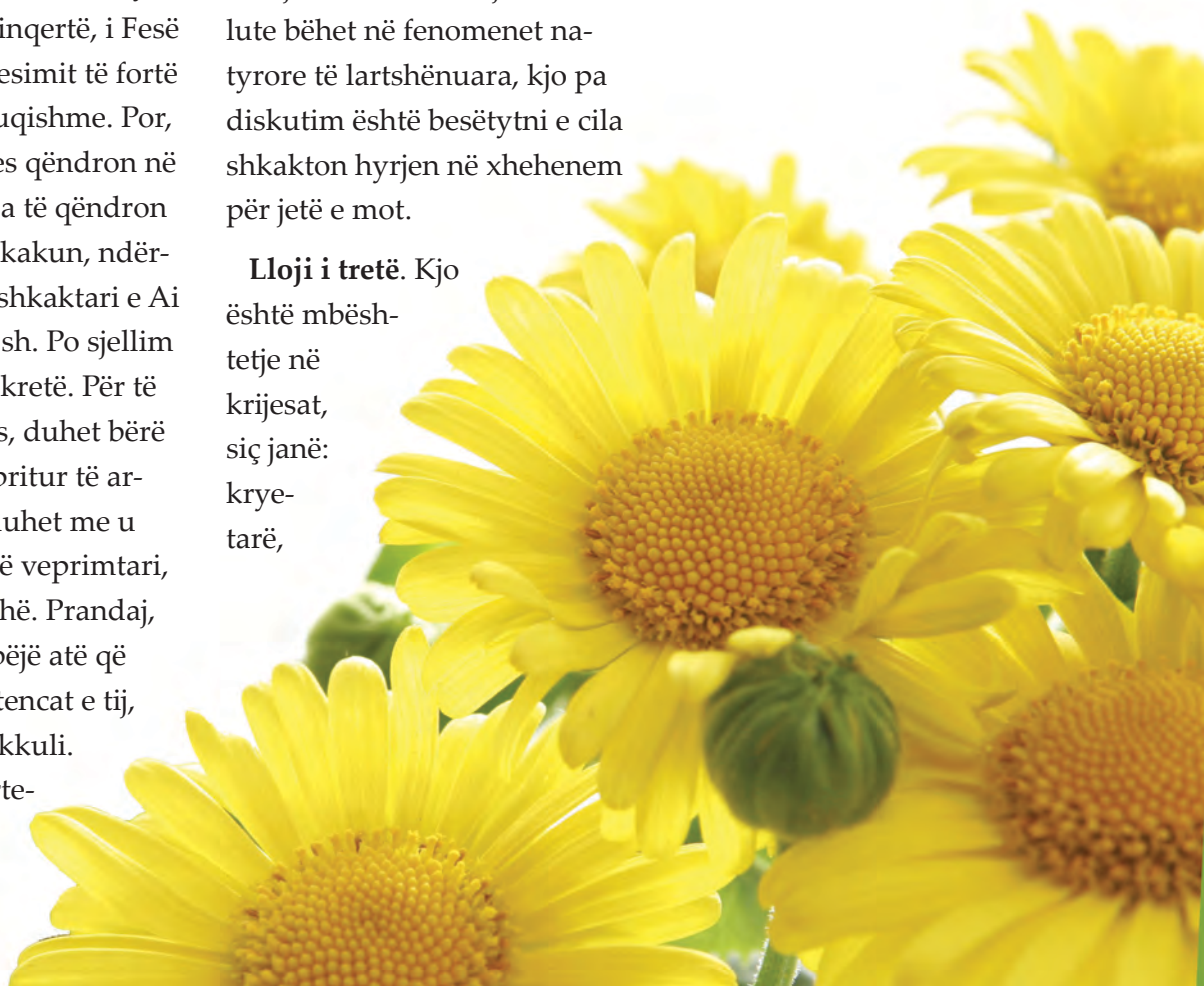 inqertë, i Fesë
esimit të fortë
uqishme. Por,
es qëndron në
a të qëndron
kakun, ndër-
shkaktari e Ai
sh. Po sjellim
kretë. Për të
s, duhet bërë
pritur të ar-
duhet me u
ë veprimtari,
hë. Prandaj,
bëjë atë që
tencat e tij,
kkuli.
te-
lute bëhet në fenomenet na-
tyrore të lartshënuara, kjo pa
diskutim është besëtytni e cila
shkakton hyrjen në xhehenem
për jetë e mot.
Lloji i tretë. Kjo
është mbësh-
tetje në
krijesat,
siç janë:
krye-
tarë,